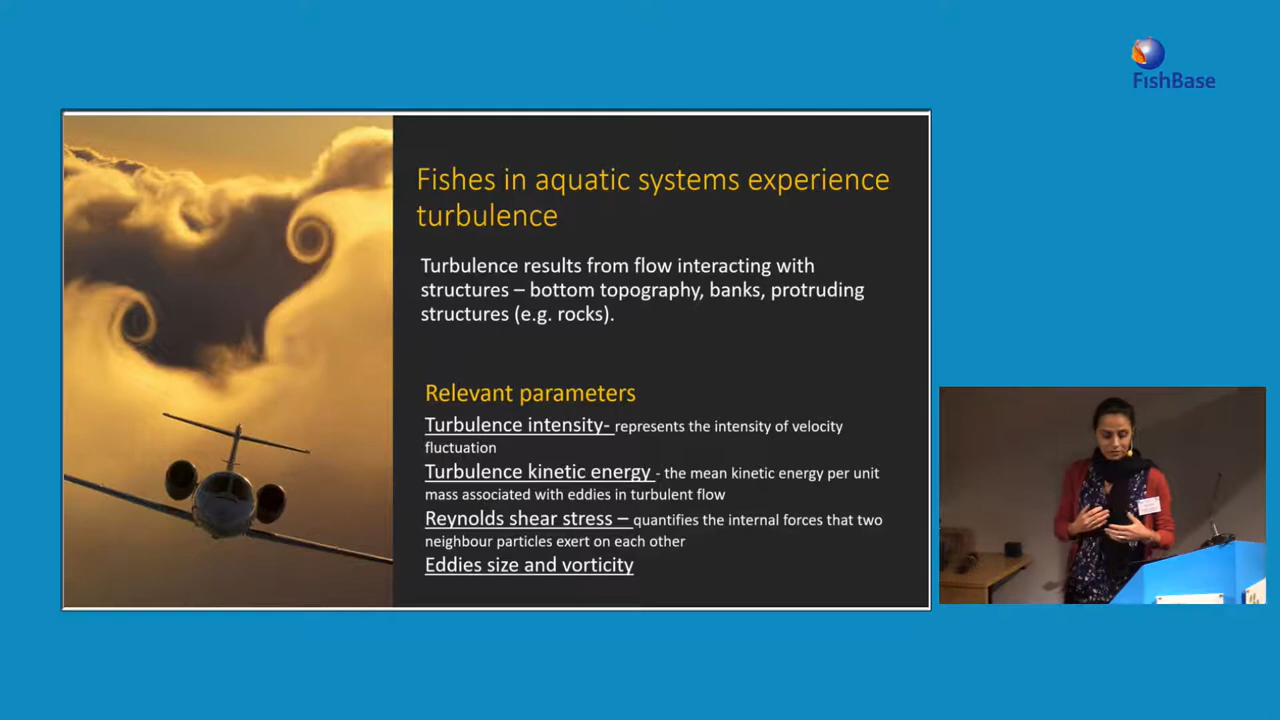 FishBase
Fishes in aquatic systems experience
turbulence
Turbulence results from flow interacting with
structures – bottom topography, banks, protruding
structures (e.g. rocks).
Relevant parameters
Turbulence intensity- represents the intensity of velocity
fluctuation
Turbulence kinetic energy - the mean kinetic energy per unit
mass associated with eddies in turbulent flow
Reynolds shear stress – quantifies the internal forces that two
neighbour particles exert on each other
Eddies size and vorticity